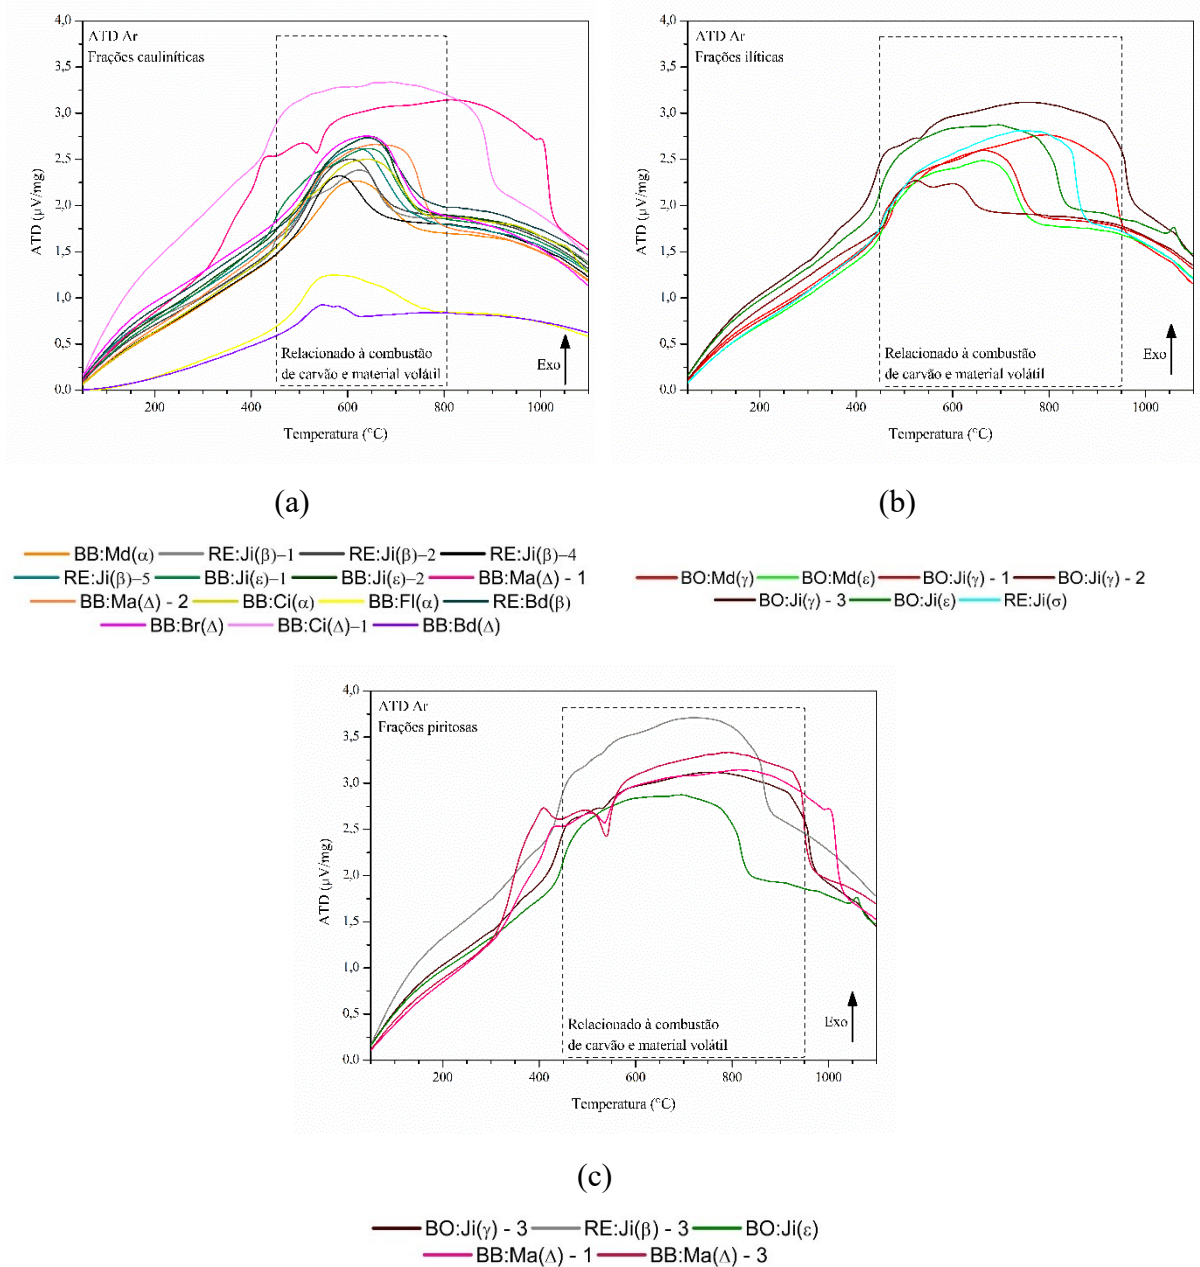 4,0
3,5
3,0
2,5
2,0
1,5
1,0
0,5
0,0
ATD (µV/mg)
ATD Ar
Frações cauliníticas
Relacionado à combustão
de carvão e material volátil
Exo
200 400 600 800 1000
Temperatura (°C)
(a)
4,0
3,5
3,0
2,5
2,0
1,5
1,0
0,5
0,0
ATD (µV/mg)
ATD Ar
Frações ilíticas
Relacionado à combustão
de carvão e material volátil
Exo
200 400 600 800 1000
Temperatura (°C)
(b)
BB:Md(α) RE:Ji(β)–1 RE:Ji(β)–2 RE:Ji(β)–4
RE:Ji(β)–5 BB:Ji(ε)–1 BB:Ji(ε)–2 BB:Ma(Δ) - 1
BB:Ma(Δ) - 2 BB:Ci(α) BB:Fl(α) RE:Bd(β)
BB:Br(Δ) BB:Ci(Δ)–1 BB:Bd(Δ)
BO:Md(γ) BO:Md(ε) BO:Ji(γ) - 1 BO:Ji(γ) - 2
BO:Ji(γ) - 3 BO:Ji(ε) RE:Ji(σ)
4,0
3,5
3,0
2,5
2,0
1,5
1,0
0,5
0,0
ATD (µV/mg)
ATD Ar
Frações piritosas
Relacionado à combustão
de carvão e material volátil
Exo
200 400 600 800 1000
Temperatura (°C)
(c)
BO:Ji(γ) - 3 RE:Ji(β) - 3 BO:Ji(ε)
BB:Ma(Δ) - 1 BB:Ma(Δ) - 3